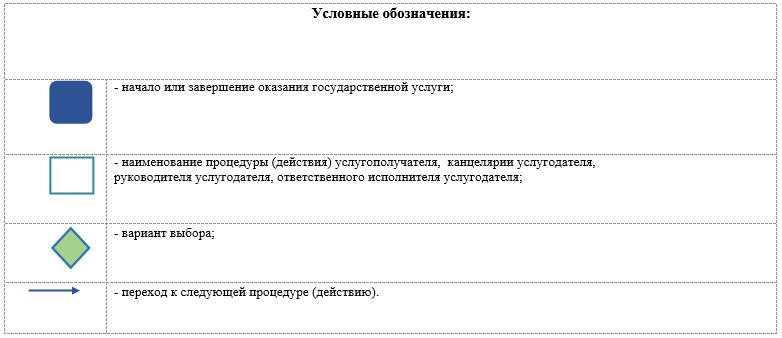 Условные обозначения:
- начало или завершение оказания государственной услуги;
- наименование процедуры (действия) услугополучателя, канцелярии услугодателя,
руководителя услугодателя, ответственного исполнителя услугодателя;
- вариант выбора;
- переход к следующей процедуре (действию).